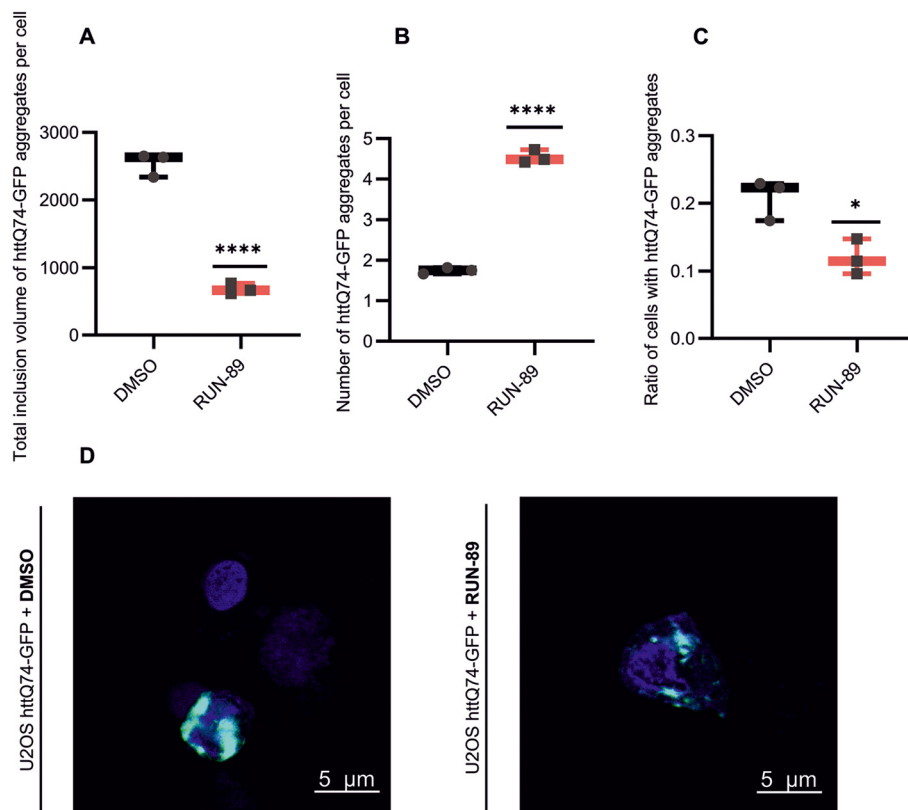 A
Total inclusion volume of httQ74-GFP aggregates per cell
3000
2000
1000
0
****
DMSO
RUN-89
B
Number of httQ74-GFP aggregates per cell
5
4
3
2
1
0
****
DMSO
RUN-89
C
Ratio of cells with httQ74-GFP aggregates
0.3
0.2
0.1
0.0
*
DMSO
RUN-89
D
U2OS httQ74-GFP + DMSO
5 µm
U2OS httQ74-GFP + RUN-89
5 µm